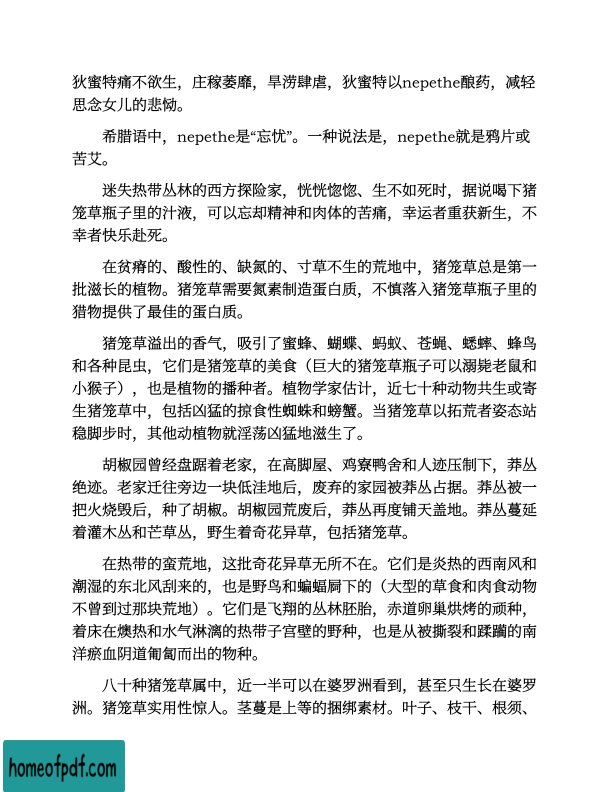 狄蜜特痛不欲生，庄稼萎靡，旱涝肆虐，狄蜜特以nepethe酿药，减轻
思念女儿的悲恸。
希腊语中，nepethe是“忘忧”。一种说法是，nepethe就是鸦片或
苦艾。
迷失热带丛林的西方探险家，恍恍惚惚、生不如死时，据说喝下猪
笼草瓶子里的汁液，可以忘却精神和肉体的苦痛，幸运者重获新生，不
幸者快乐赴死。
在贫瘠的、酸性的、缺氮的、寸草不生的荒地中，猪笼草总是第一
批滋长的植物。猪笼草需要氮素制造蛋白质，不慎落入猪笼草瓶子里的
猎物提供了最佳的蛋白质。
猪笼草溢出的香气，吸引了蜜蜂、蝴蝶、蚂蚁、苍蝇、蟋蟀、蜂鸟
和各种昆虫，它们是猪笼草的美食（巨大的猪笼草瓶子可以溺毙老鼠和
小猴子），也是植物的播种者。植物学家估计，近七十种动物共生或寄
生猪笼草中，包括凶猛的掠食性蜘蛛和螃蟹。当猪笼草以拓荒者姿态站
稳脚步时，其他动植物就淫荡凶猛地滋生了。
胡椒园曾经盘踞着老家，在高脚屋、鸡寮鸭舍和人迹压制下，莽丛
绝迹。老家迁往旁边一块低洼地后，废弃的家园被莽丛占据。莽丛被一
把火烧毁后，种了胡椒。胡椒园荒废后，莽丛再度铺天盖地。莽丛蔓延
着灌木丛和芒草丛，野生着奇花异草，包括猪笼草。
在热带的蛮荒地，这批奇花异草无所不在。它们是炎热的西南风和
潮湿的东北风刮来的，也是野鸟和蝙蝠屙下的（大型的草食和肉食动物
不曾到过那块荒地）。它们是飞翔的丛林胚胎，赤道卵巢烘烤的顽种，
着床在燠热和水气淋漓的热带子宫壁的野种，也是从被撕裂和蹂躏的南
洋瘀血阴道匍匐而出的物种。
八十种猪笼草属中，近一半可以在婆罗洲看到，甚至只生长在婆罗
洲。猪笼草实用性惊人。茎蔓是上等的捆绑素材。叶子、枝干、根须、
homeofpdf.com